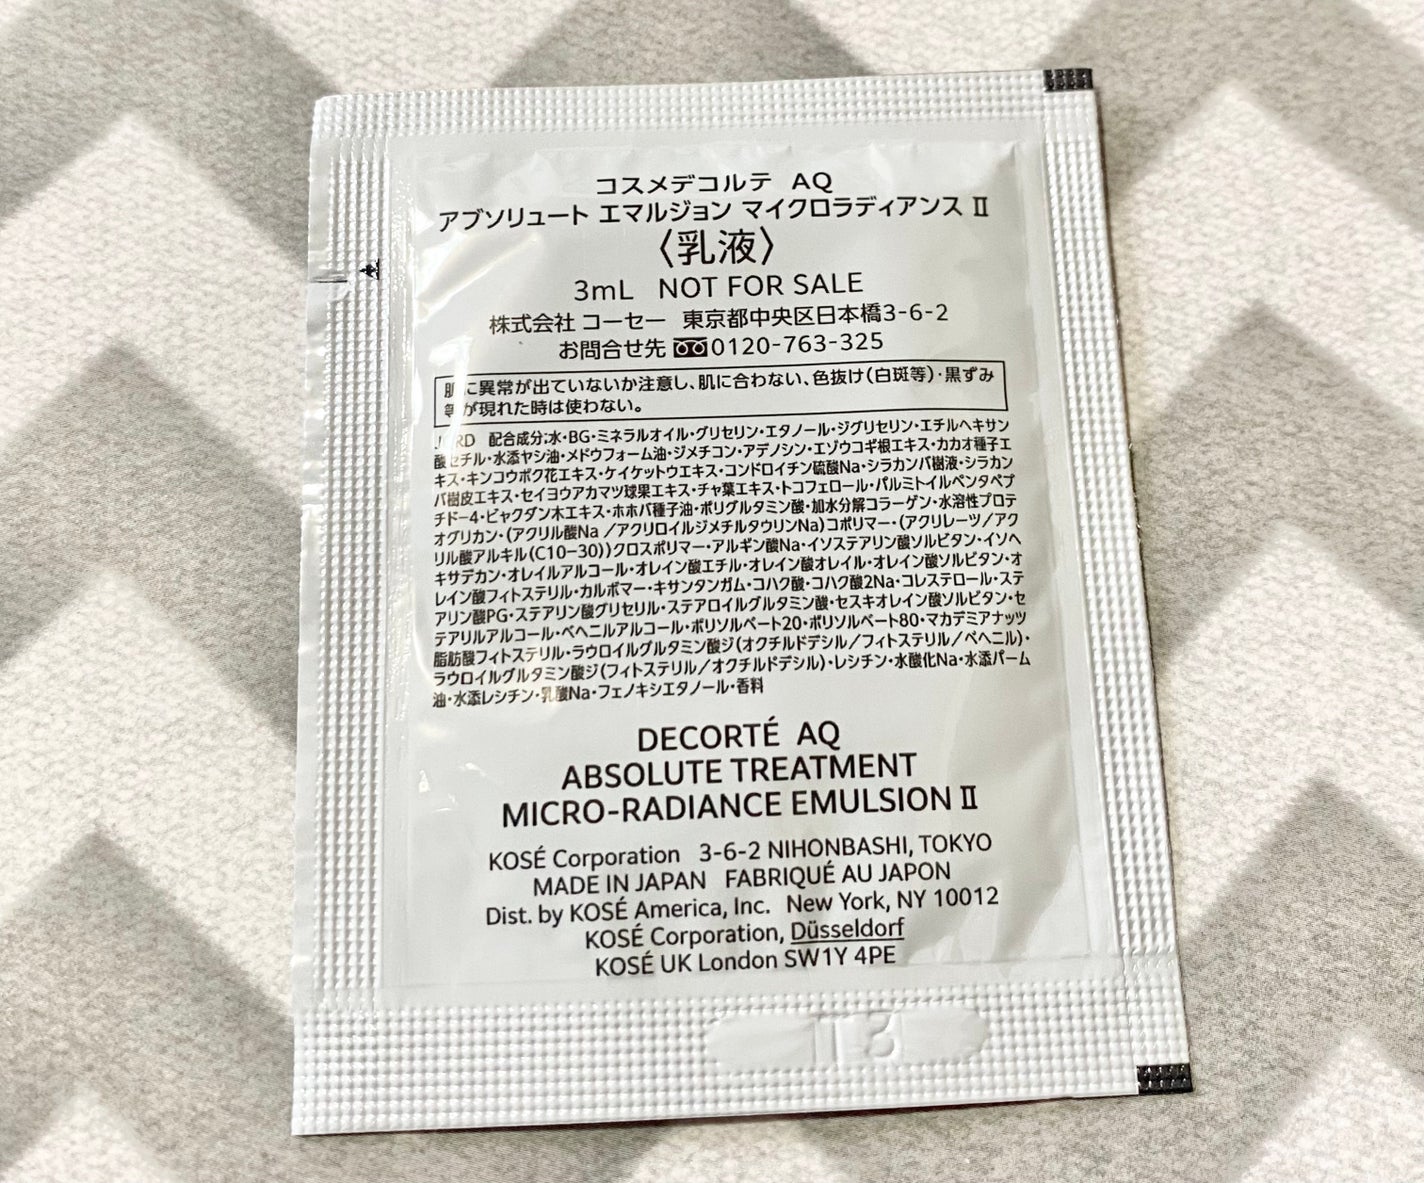 コスメデコルテ AQ
アブソリュート エマルジョン マイクロラディアンス Ⅱ
〈乳液〉
3mL NOT FOR SALE
株式会社 コーセー 東京都中央区日本橋3-6-2
お問合せ先 0120-763-325
肌に異常が出ていないか注意し、肌に合わない、色抜け(白斑等)・黒ずみ
等が現れた時は使わない。
RD 配合成分:水・BG・ミネラルオイル・グリセリン・エタノール・ジグリセリン・エチルヘキサン
酸セチル・水添ヤシ油・メドウフォーム油・ジメチコン・アデノシン・エゾウコギ根エキス・カカオ種子エ
キス・キンコウボク花エキス・ケイケットウエキス・コンドロイチン硫酸Na・シラカンバ樹液・シラカン
バ樹皮エキス・セイヨウアカマツ球果エキス・チャ葉エキス・トコフェロール・パルミトイルペンタペプ
チド-4・ビャクダン木エキス・ホホバ種子油・ポリグルタミン酸・加水分解コラーゲン・水溶性プロテ
オグリカン・(アクリル酸Na/アクリロイルジメチルタウリンNa)コポリマー・(アクリレーツ/アク
リル酸アルキル(C10-30))クロスポリマー・アルギン酸Na・イソステアリン酸ソルビタン・イソヘ
キサデカン・オレイルアルコール・オレイン酸エチル・オレイン酸オレイル・オレイン酸ソルビタン・オ
レイン酸フィトステリル・カルボマー・キサンタンガム・コハク酸・コハク酸2Na・コレステロール・ステ
アリン酸PG・ステアリン酸グリセリル・ステアロイルグルタミン酸・セスキオレイン酸ソルビタン・セ
テアリルアルコール・ベヘニルアルコール・ポリソルベート20・ポリソルベート80・マカデミアナッツ
脂肪酸フィトステリル・ラウロイルグルタミン酸ジ(オクチルドデシル/フィトステリル/ベヘニル)・
ラウロイルグルタミン酸ジ(フィトステリル/オクチルドデシル)・レシチン・水酸化Na・水添パーム
油・水添レシチン・乳酸Na・フェノキシエタノール・香料
DECORTÉ AQ
ABSOLUTE TREATMENT
MICRO-RADIANCE EMULSION Ⅱ
KOSÉ Corporation 3-6-2 NIHONBASHI, TOKYO
MADE IN JAPAN FABRIQUÉ AU JAPON
Dist. by KOSÉ America, Inc. New York, NY 10012
KOSÉ Corporation, Düsseldorf
KOSÉ UK London SW1Y 4PE